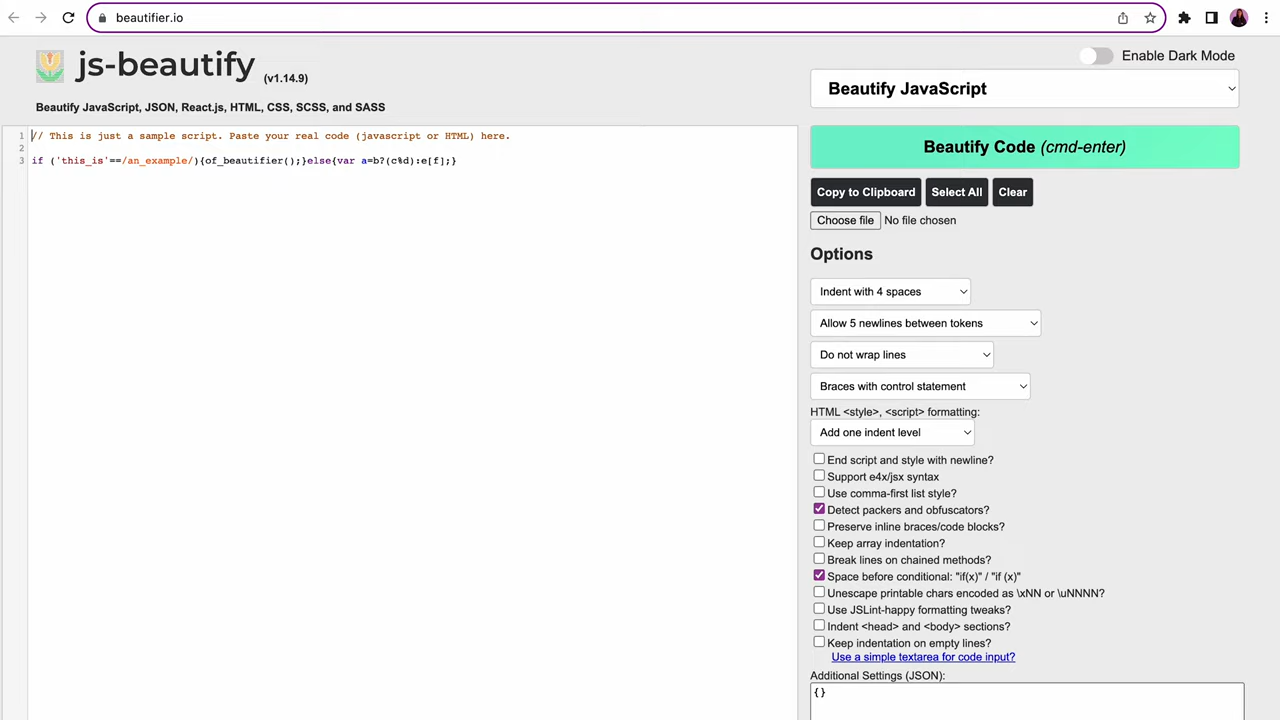 beautifier.io
js-beautify (v1.14.9)
Enable Dark Mode
Beautify JavaScript
Beautify JavaScript, JSON, React.js, HTML, CSS, SCSS, and SASS
1 // This is just a sample script. Paste your real code (javascript or HTML) here.
2
3 if ('this_is'==/an_example/){of_beautifier();}else{var a=b?(c%d):e[f];}
Beautify Code (cmd-enter)
Copy to Clipboard Select All Clear
Choose file No file chosen
Options
Indent with 4 spaces
Allow 5 newlines between tokens
Do not wrap lines
Braces with control statement
HTML <style>, <script> formatting:
Add one indent level
End script and style with newline?
Support e4x/jsx syntax
Use comma-first list style?
Detect packers and obfuscators?
Preserve inline braces/code blocks?
Keep array indentation?
Break lines on chained methods?
Space before conditional: "if(x)" / "if (x)"
Unescape printable chars encoded as \xNN or \uNNNN?
Use JSLint-happy formatting tweaks?
Indent <head> and <body> sections?
Keep indentation on empty lines?
Use a simple textarea for code input?
Additional Settings (JSON):
{}